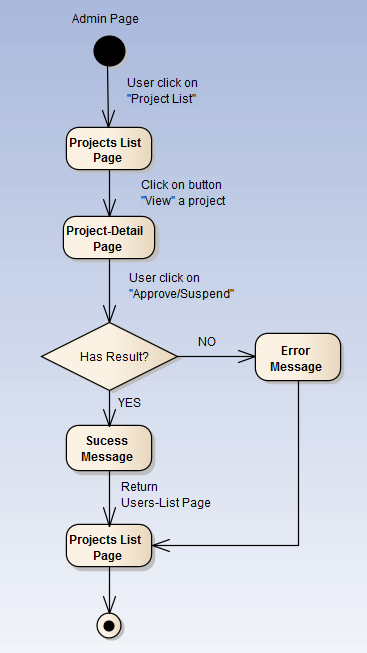 Admin Page
User click on
"Project List"
Projects List
Page
Click on button
"View" a project
Project-Detail
Page
User click on
"Approve/Suspend"
Has Result?
NO
Error
Message
YES
Sucess
Message
Return
Users-List Page
Projects List
Page